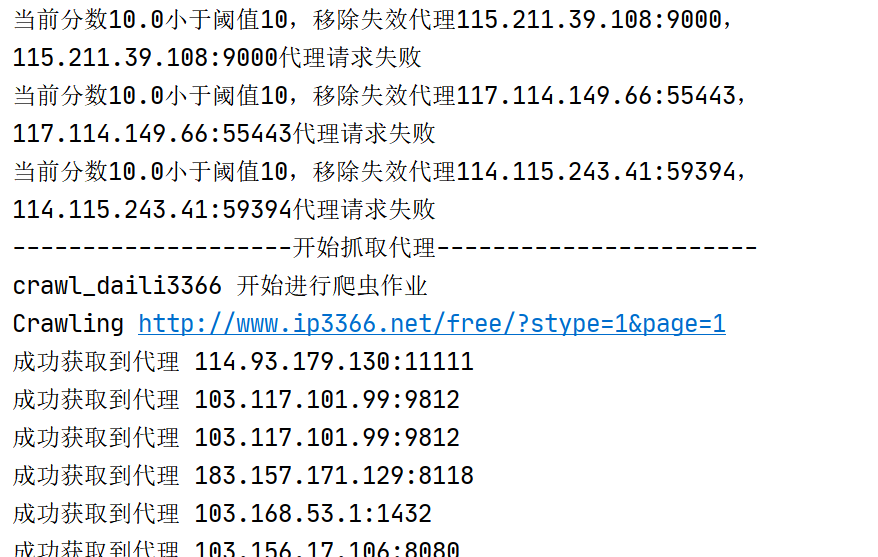 当前分数10.0小于阈值10，移除失效代理115.211.39.108:9000，
115.211.39.108:9000代理请求失败
当前分数10.0小于阈值10，移除失效代理117.114.149.66:55443，
117.114.149.66:55443代理请求失败
当前分数10.0小于阈值10，移除失效代理114.115.243.41:59394，
114.115.243.41:59394代理请求失败
--------------------开始抓取代理-----------------------
crawl_daili3366 开始进行爬虫作业
Crawling http://www.ip3366.net/free/?stype=1&page=1
成功获取到代理 114.93.179.130:11111
成功获取到代理 103.117.101.99:9812
成功获取到代理 103.117.101.99:9812
成功获取到代理 183.157.171.129:8118
成功获取到代理 103.168.53.1:1432
成功获取到代理 103.156.17.106:8080